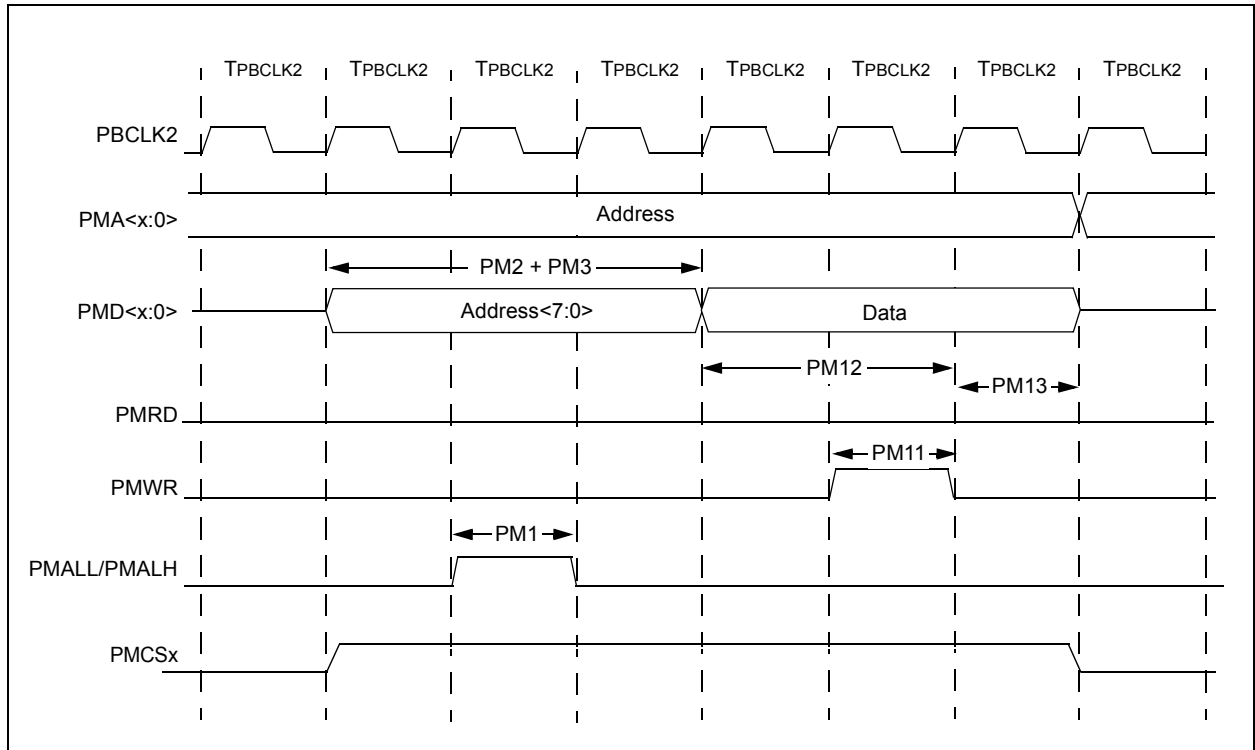 TPBCLK2 TPBCLK2 TPBCLK2 TPBCLK2 TPBCLK2 TPBCLK2 TPBCLK2 TPBCLK2
PBCLK2
PMA<x:0> Address
PM2 + PM3
PMD<x:0> Address<7:0> Data
PM12
PM13
PMRD
PM11
PMWR
PM1
PMALL/PMALH
PMCSx